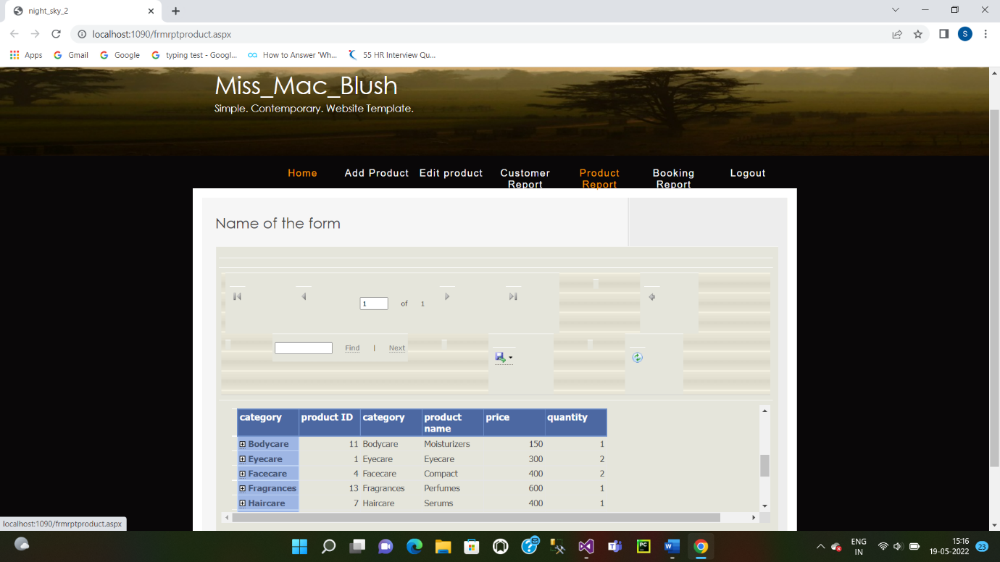 night_sky_2
localhost:1090/frmrptproduct.aspx
Apps Gmail Google typing test - Googl... How to Answer 'Wh... 55 HR Interview Qu...
S
Miss_Mac_Blush
Simple. Contemporary. Website Template.
Home Add Product Edit product Customer Report Product Report Booking Report Logout
Name of the form
1 of 1
Find | Next
category product ID category product name price quantity
Bodycare 11 Bodycare Moisturizers 150 1
Eyecare 1 Eyecare Eyecare 300 2
Facecare 4 Facecare Compact 400 2
Fragrances 13 Fragrances Perfumes 600 1
Haircare 7 Haircare Serums 400 1
localhost:1090/frmrptproduct.aspx
ENG
IN
15:16
19-05-2022
23